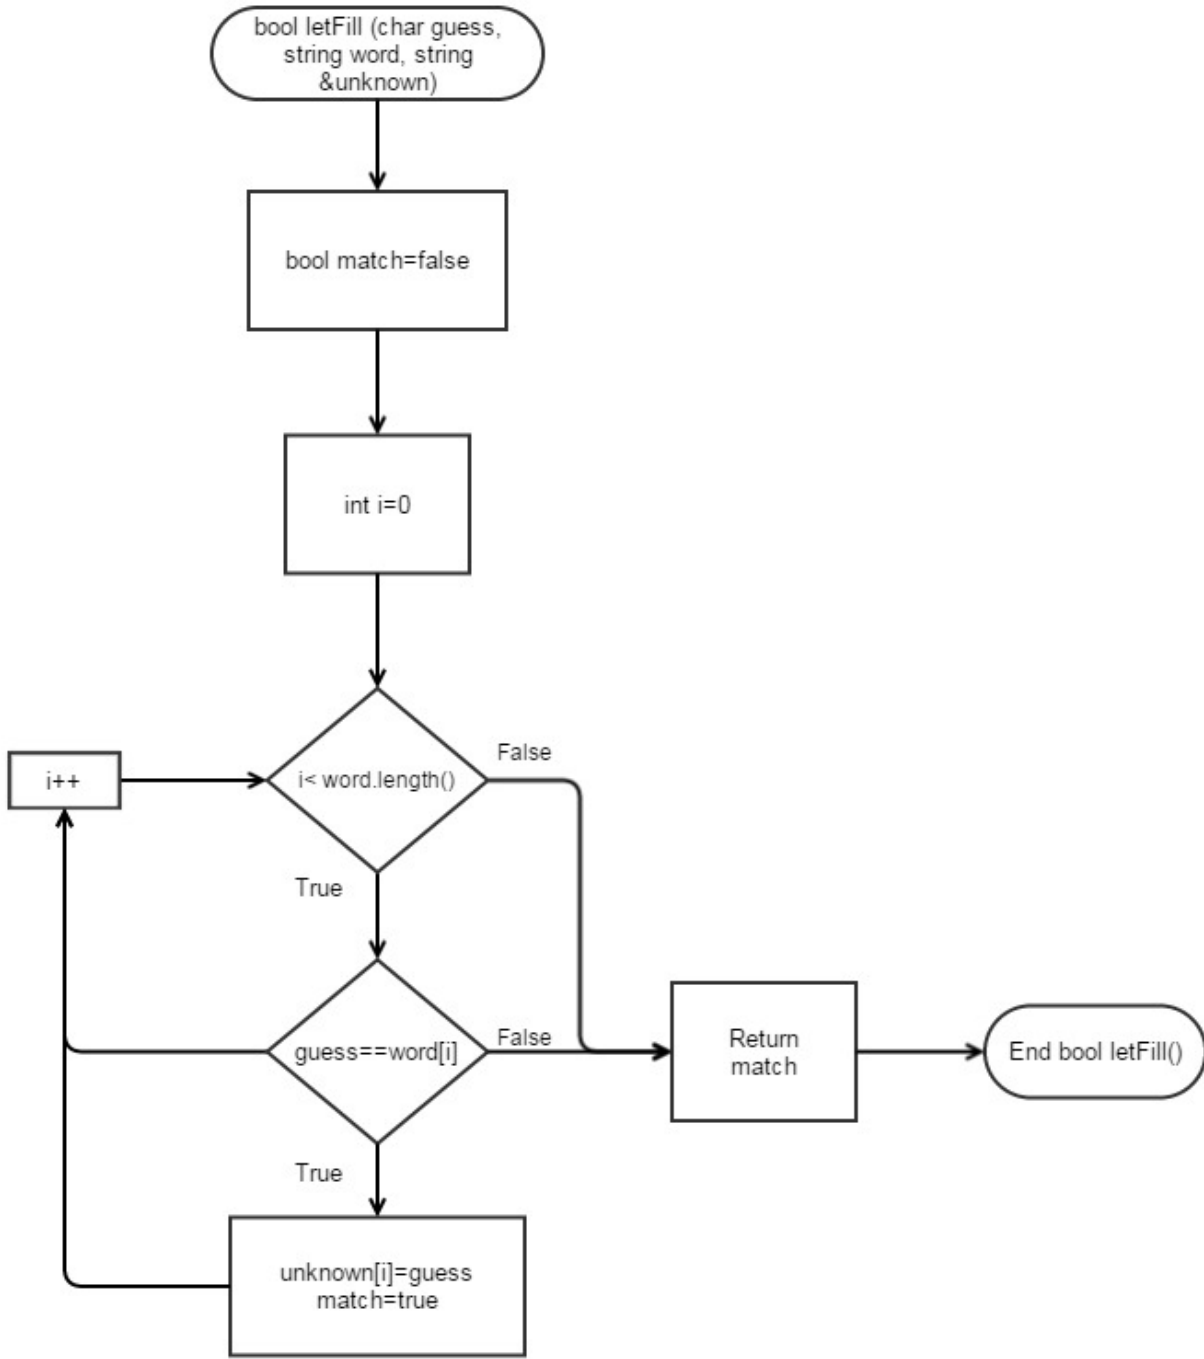 bool letFill (char guess,
string word, string
&unknown)
bool match=false
int i=0
i++
i< word.length()
False
True
guess==word[i]
False
Return
match
End bool letFill()
True
unknown[i]=guess
match=true